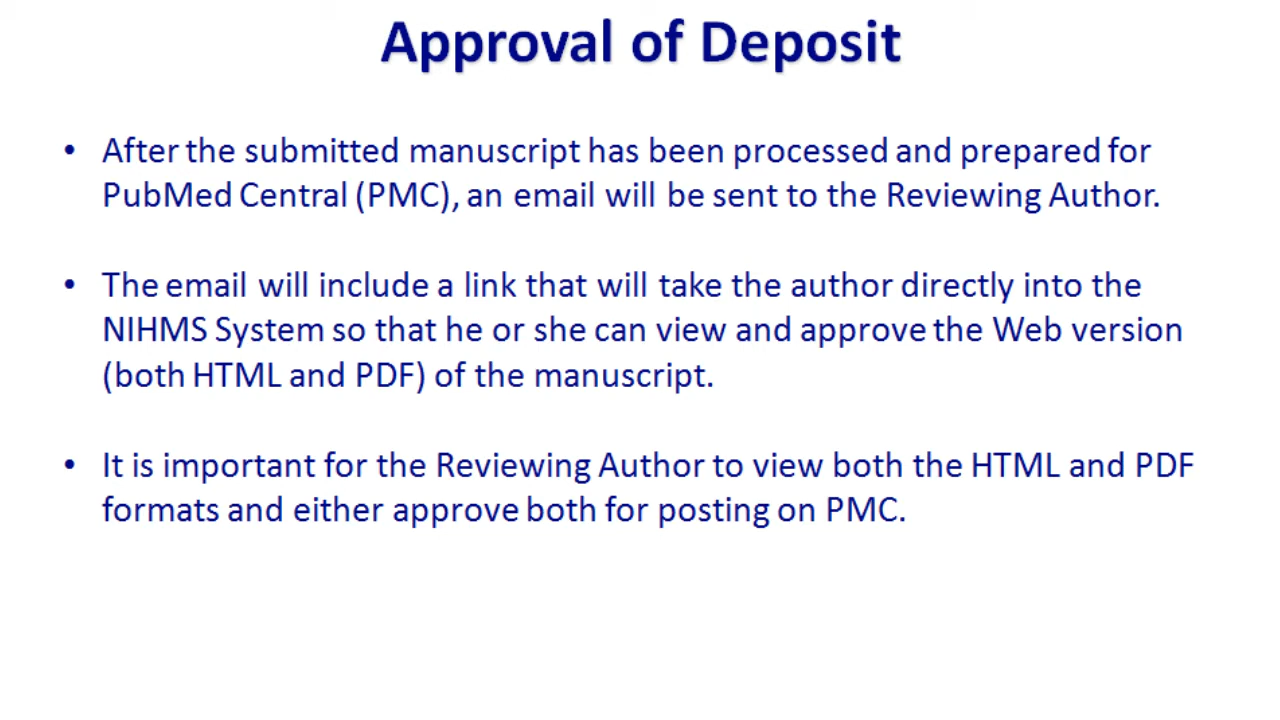 Approval of Deposit
• After the submitted manuscript has been processed and prepared for
PubMed Central (PMC), an email will be sent to the Reviewing Author.
• The email will include a link that will take the author directly into the
NIHMS System so that he or she can view and approve the Web version
(both HTML and PDF) of the manuscript.
• It is important for the Reviewing Author to view both the HTML and PDF
formats and either approve both for posting on PMC.